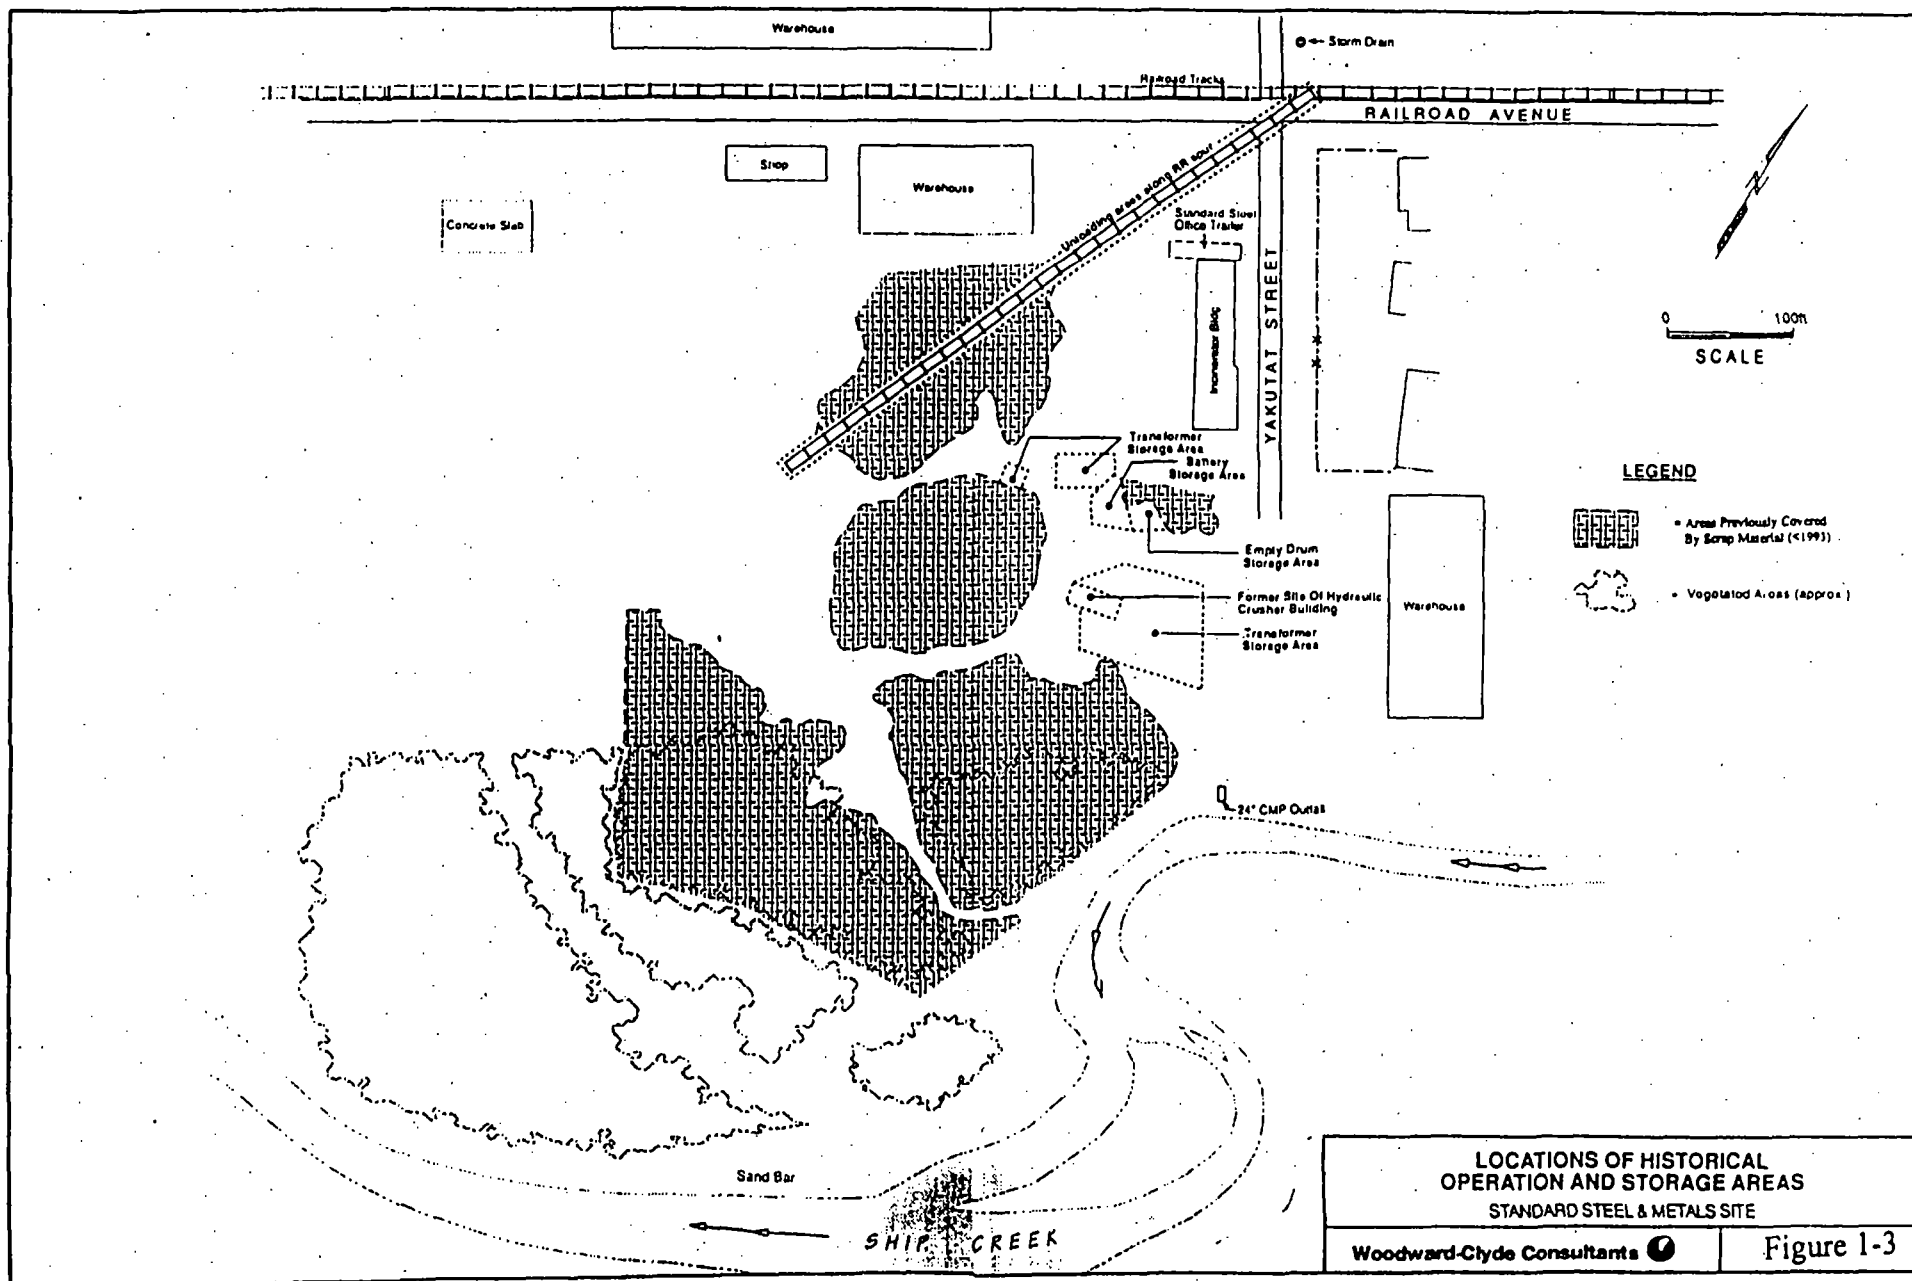 Warehouse
Storm Drain
Railroad Tracks
RAILROAD AVENUE
Shop
Warehouse
Concrete Slab
Unloading areas along RR spur
Standard Steel
Office Trailer
Incinerator Bldg
YAKUTAT STREET
N
0 100ft
SCALE
Transformer
Storage Area
Battery
Storage Area
LEGEND
• Areas Previously Covered
By Scrap Material (<1993)
• Vegetated Areas (approx.)
Empty Drum
Storage Area
Former Site Of Hydraulic
Crusher Building
Transformer
Storage Area
Warehouse
24" CMP Outfall
Sand Bar
SHIP CREEK
LOCATIONS OF HISTORICAL
OPERATION AND STORAGE AREAS
STANDARD STEEL & METALS SITE
Woodward-Clyde Consultants
Figure 1-3